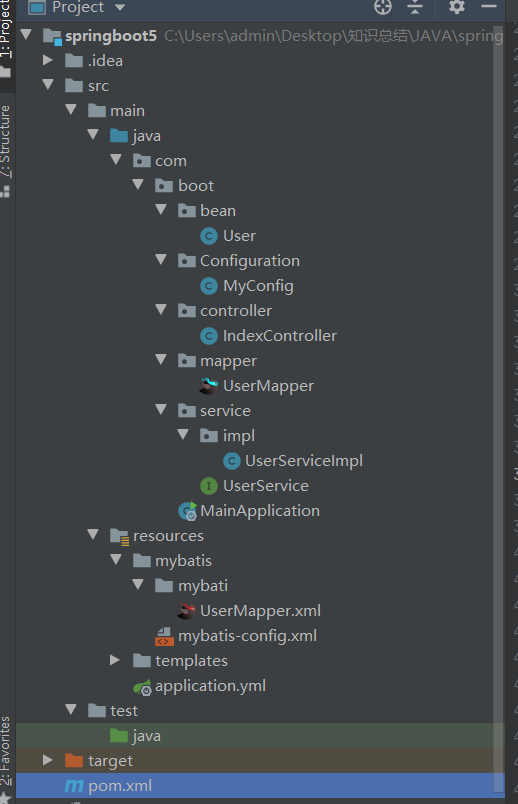 Project
1: Project
springboot5 C:\Users\admin\Desktop\知识总结\JAVA\spring
.idea
src
main
java
7: Structure
com
boot
bean
User
Configuration
MyConfig
controller
IndexController
mapper
UserMapper
service
impl
UserServiceImpl
UserService
MainApplication
resources
mybatis
mybati
UserMapper.xml
mybatis-config.xml
templates
application.yml
test
java
2: Favorites
target
pom.xml